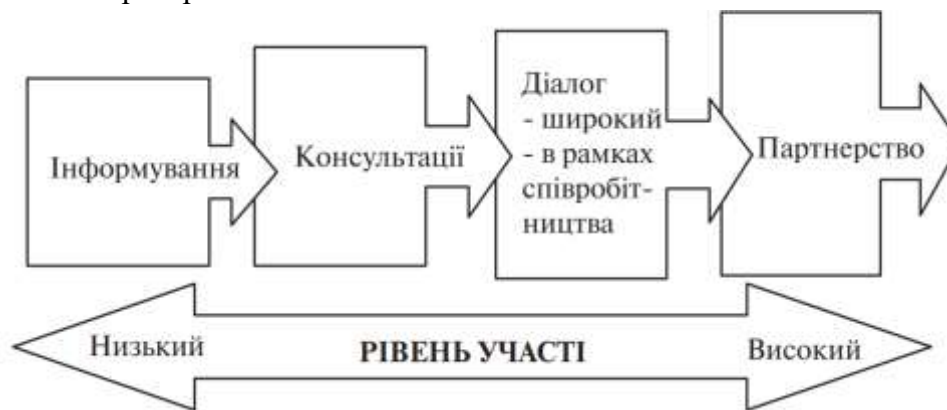 Інформування
Консультації
Діалог
- широкий
- в рамках
співробіт-
ництва
Партнерство
Низький
РІВЕНЬ УЧАСТІ
Високий